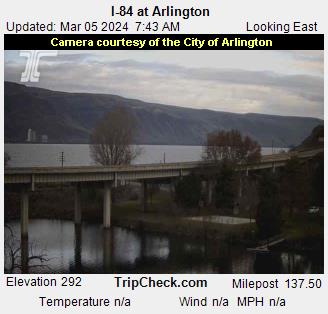 I-84 at Arlington
Updated: Mar 05 2024 7:43 AM Looking East
Camera courtesy of the City of Arlington
Elevation 292 TripCheck.com Milepost 137.50
Temperature n/a Wind n/a MPH n/a